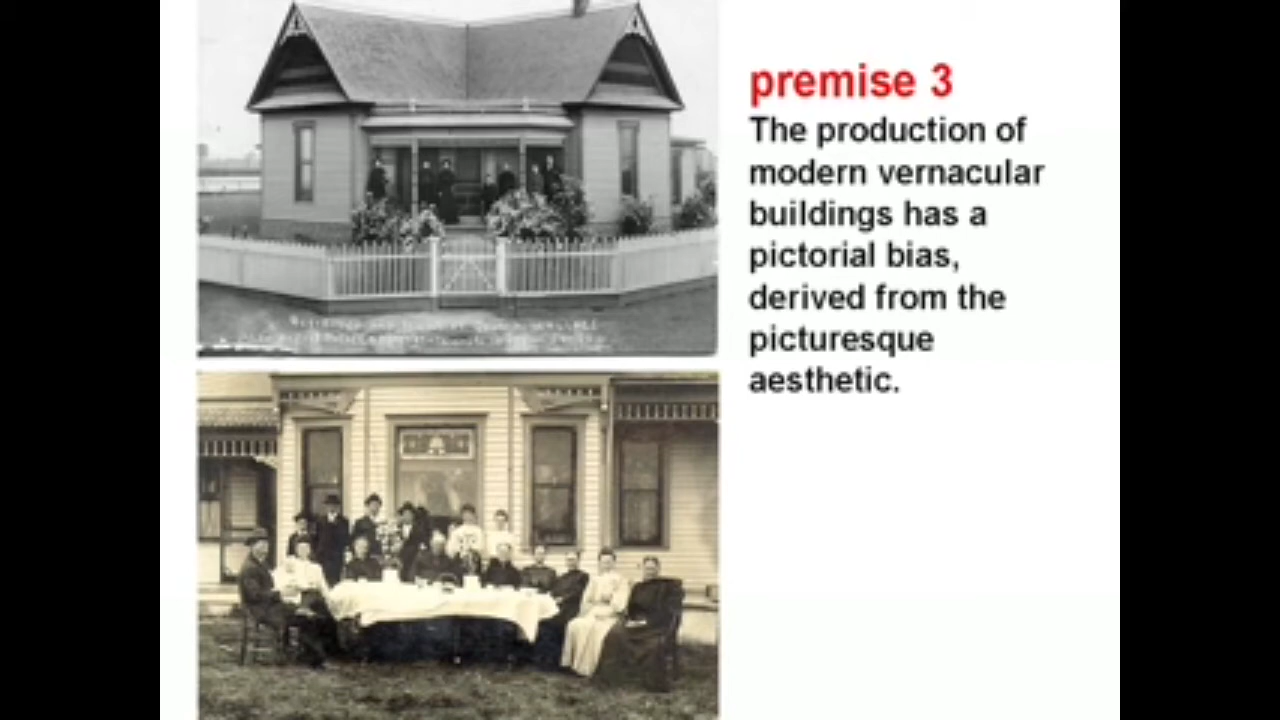 premise 3
The production of
modern vernacular
buildings has a
pictorial bias,
derived from the
picturesque
aesthetic.